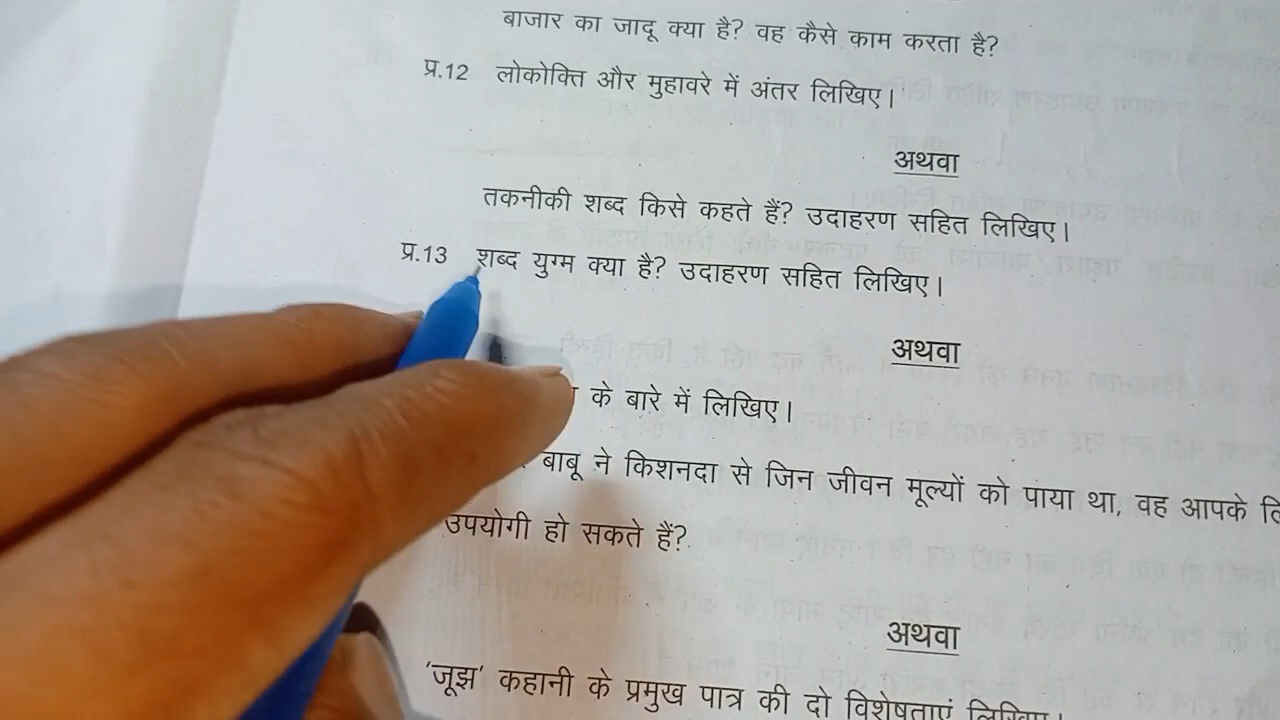 बाजार का जादू क्या है? वह कैसे काम करता है?
प्र.12 लोकोक्ति और मुहावरे में अंतर लिखिए।
अथवा
तकनीकी शब्द किसे कहते हैं? उदाहरण सहित लिखिए।
प्र.13 शब्द युग्म क्या है? उदाहरण सहित लिखिए।
अथवा
के बारे में लिखिए।
बाबू ने किशनदा से जिन जीवन मूल्यों को पाया था, वह आपके
उपयोगी हो सकते हैं?
अथवा
'जूझ' कहानी के प्रमुख पात्र की दो विशेषताएं लिखिए।